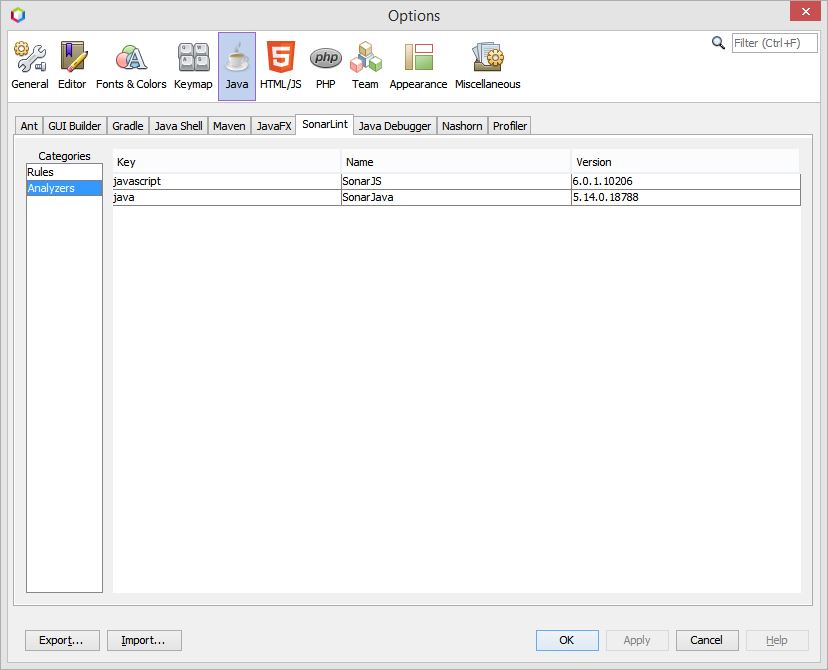 Options
Filter (Ctrl+F)
General Editor Fonts & Colors Keymap Java HTML/JS PHP Team Appearance Miscellaneous
Ant GUI Builder Gradle Java Shell Maven JavaFX SonarLint Java Debugger Nashorn Profiler
Categories
Rules
Analyzers
Key Name Version
javascript SonarJS 6.0.1.10206
java SonarJava 5.14.0.18788
Export... Import... OK Apply Cancel Help